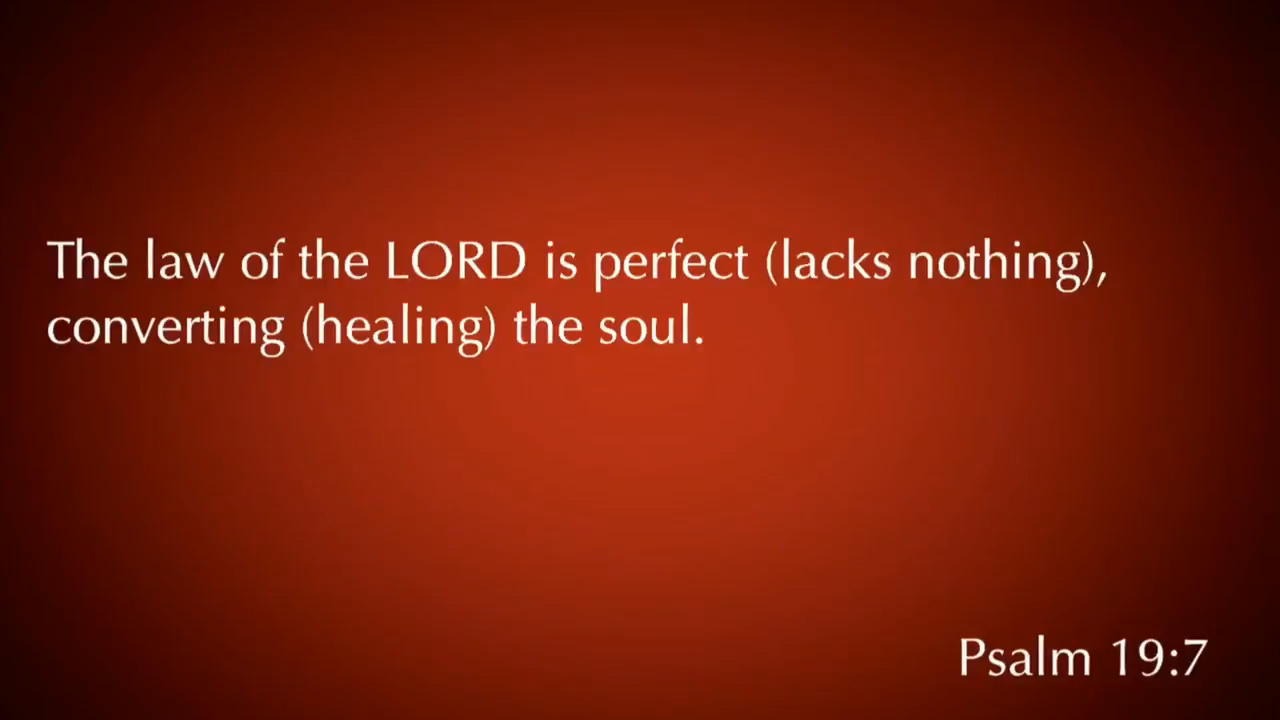 The law of the LORD is perfect (lacks nothing),
converting (healing) the soul.
Psalm 19:7